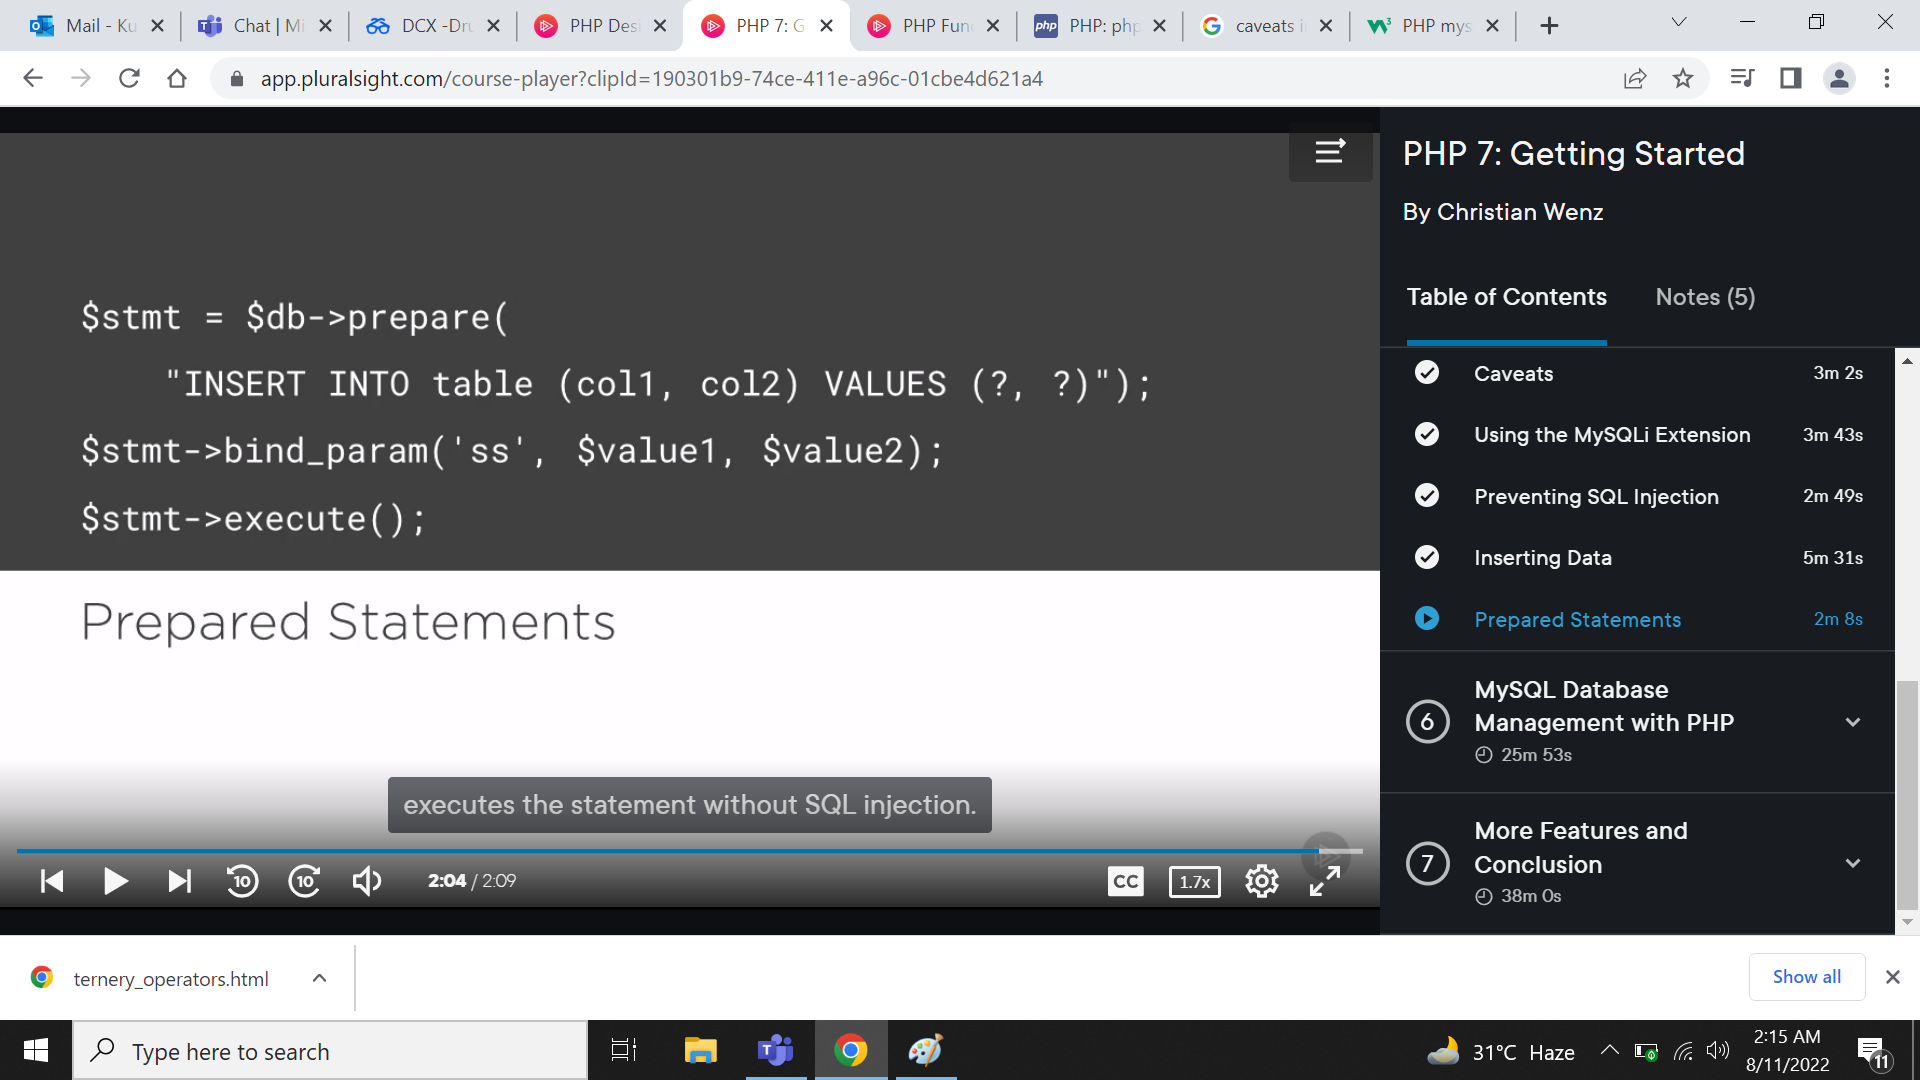 Mail - Ku
Chat | Mi
DCX -Dru
PHP Desi
PHP 7: G
PHP Func
php PHP: php
caveats i
PHP mys
app.pluralsight.com/course-player?clipId=190301b9-74ce-411e-a96c-01cbe4d621a4
$stmt = $db->prepare(
"INSERT INTO table (col1, col2) VALUES (?, ?)");
$stmt->bind_param('ss', $value1, $value2);
$stmt->execute();
Prepared Statements
executes the statement without SQL injection.
10
10
2:04 / 2:09
CC
1.7x
PHP 7: Getting Started
By Christian Wenz
Table of Contents
Notes (5)
Caveats 3m 2s
Using the MySQLi Extension 3m 43s
Preventing SQL Injection 2m 49s
Inserting Data 5m 31s
Prepared Statements 2m 8s
6
MySQL Database
Management with PHP
25m 53s
7
More Features and
Conclusion
38m 0s
ternery_operators.html
Show all
Type here to search
31°C Haze
2:15 AM
8/11/2022
11